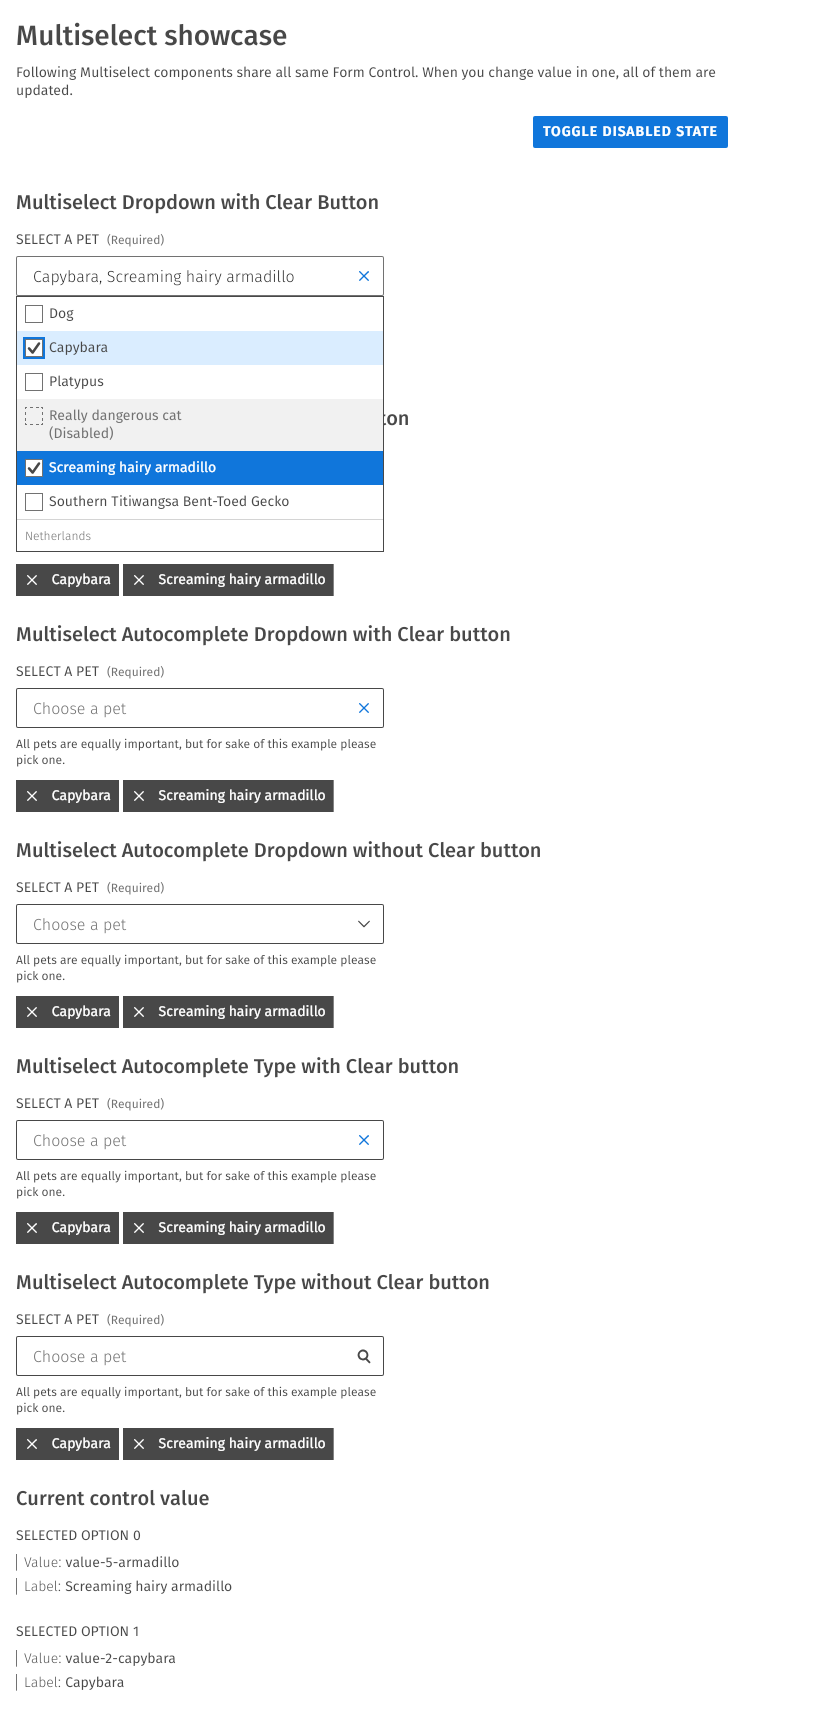 Multiselect showcase
Following Multiselect components share all same Form Control. When you change value in one, all of them are
updated.
TOGGLE DISABLED STATE
Multiselect Dropdown with Clear Button
SELECT A PET (Required)
Capybara, Screaming hairy armadillo
Dog
Capybara
Platypus
Really dangerous cat
(Disabled)
Screaming hairy armadillo
Southern Titiwangsa Bent-Toed Gecko
Netherlands
Capybara Screaming hairy armadillo
Multiselect Autocomplete Dropdown with Clear button
SELECT A PET (Required)
Choose a pet
All pets are equally important, but for sake of this example please
pick one.
Capybara Screaming hairy armadillo
Multiselect Autocomplete Dropdown without Clear button
SELECT A PET (Required)
Choose a pet
All pets are equally important, but for sake of this example please
pick one.
Capybara Screaming hairy armadillo
Multiselect Autocomplete Type with Clear button
SELECT A PET (Required)
Choose a pet
All pets are equally important, but for sake of this example please
pick one.
Capybara Screaming hairy armadillo
Multiselect Autocomplete Type without Clear button
SELECT A PET (Required)
Choose a pet
All pets are equally important, but for sake of this example please
pick one.
Capybara Screaming hairy armadillo
Current control value
SELECTED OPTION 0
Value: value-5-armadillo
Label: Screaming hairy armadillo
SELECTED OPTION 1
Value: value-2-capybara
Label: Capybara